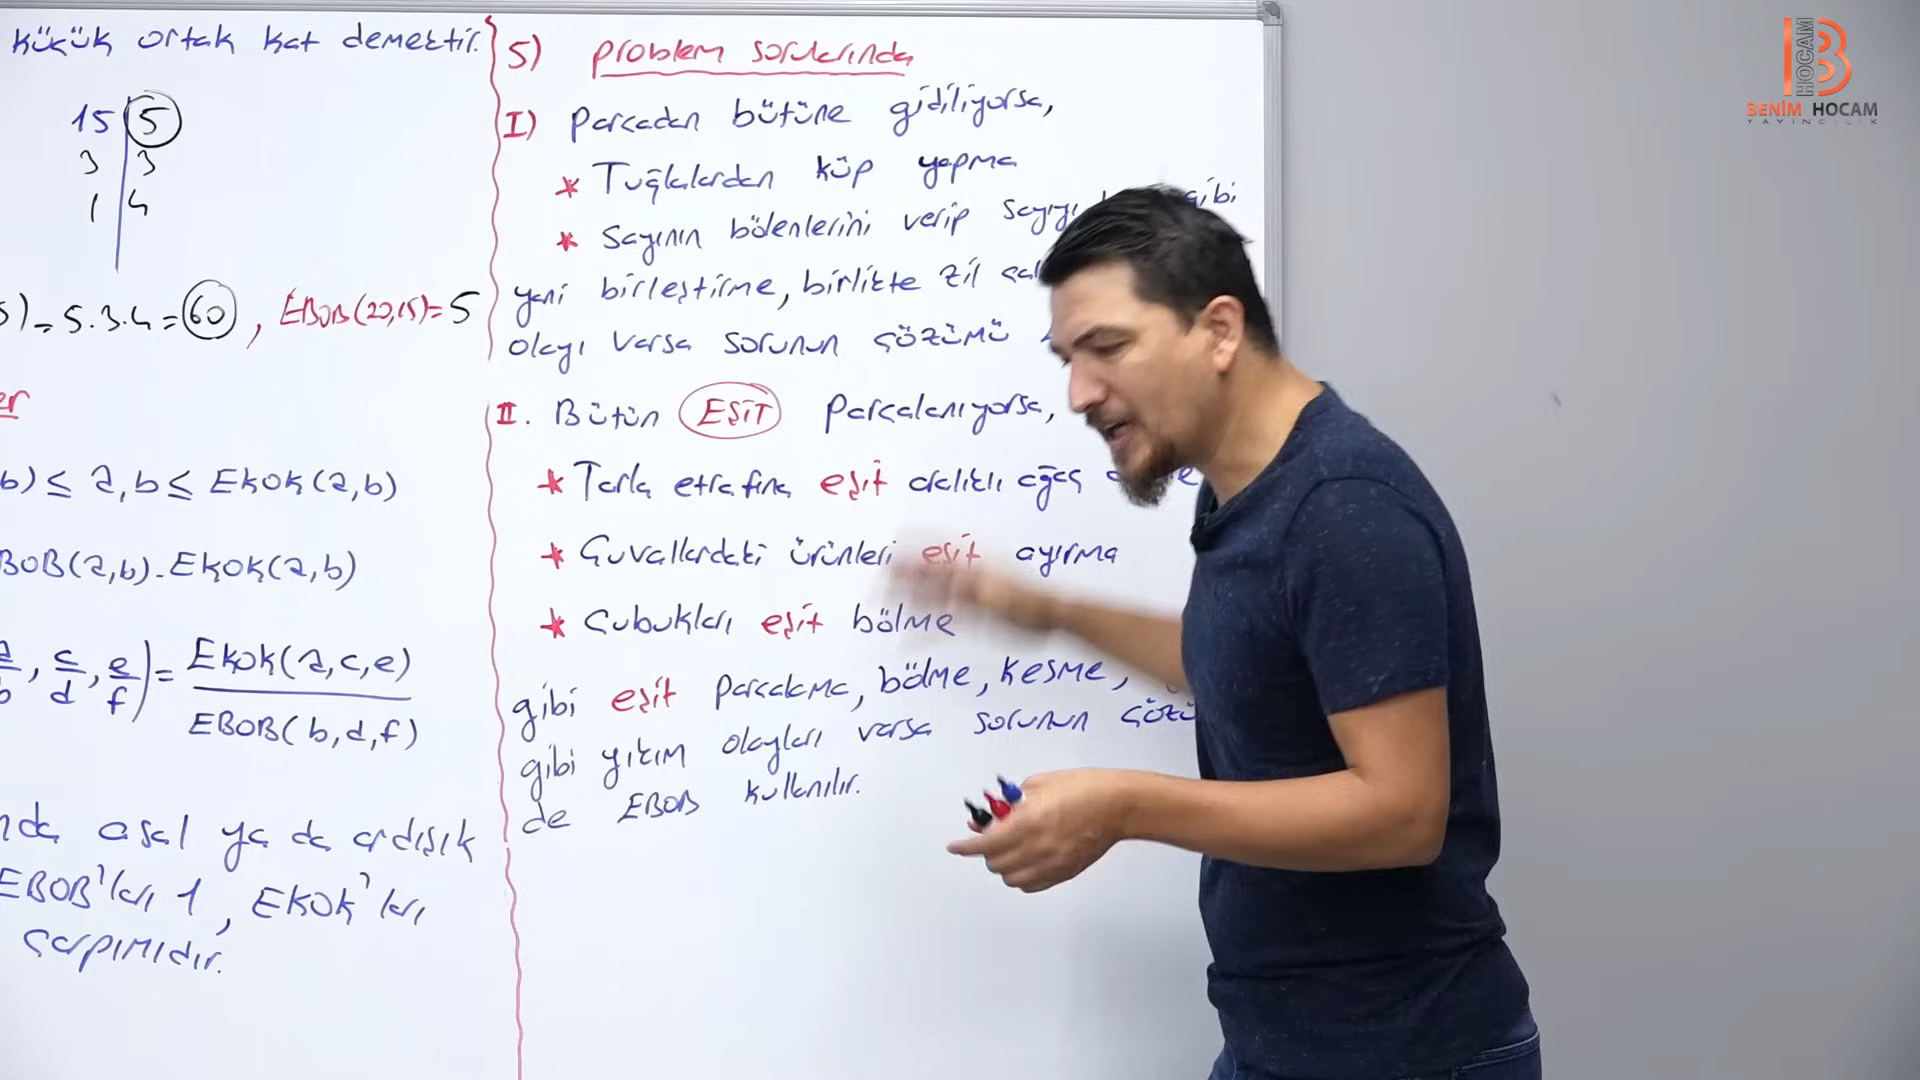 küçük ortak kat demektir.
15 5
3 3
1 4
5)=5.3.4=60, EBOB(20,15)=5
er
b) ≤ a,b ≤ EKOK(a,b)
BOB(a,b).EKOK(a,b)
a/b, c/d, e/f) = EKOK(a,c,e) / EBOB(b,d,f)
nda asal ya da ardışık
EBOB'ları 1, EKOK'ları
çarpımıdır.
5) problem sorularında
I) Parçadan bütüne gidiliyorsa,
* Tuğlalardan küp yapma
* Sayının bölenlerini verip sayıyı gibi
yani birleştirme, birlikte zil
olayı varsa sorunun çözümü
II. Bütün EŞİT Parçalanıyorsa,
* Tarla etrafına eşit aralıklı ağaç
* Çuvallardaki ürünleri eşit ayırma
* Çubukları eşit bölme
gibi eşit Parçalama, bölme, kesme,
gibi yıkım olayları varsa sorunun çözü
de EBOB kullanılır.
HOCAM
B
BENİM HOCAM
YAYINCILIK